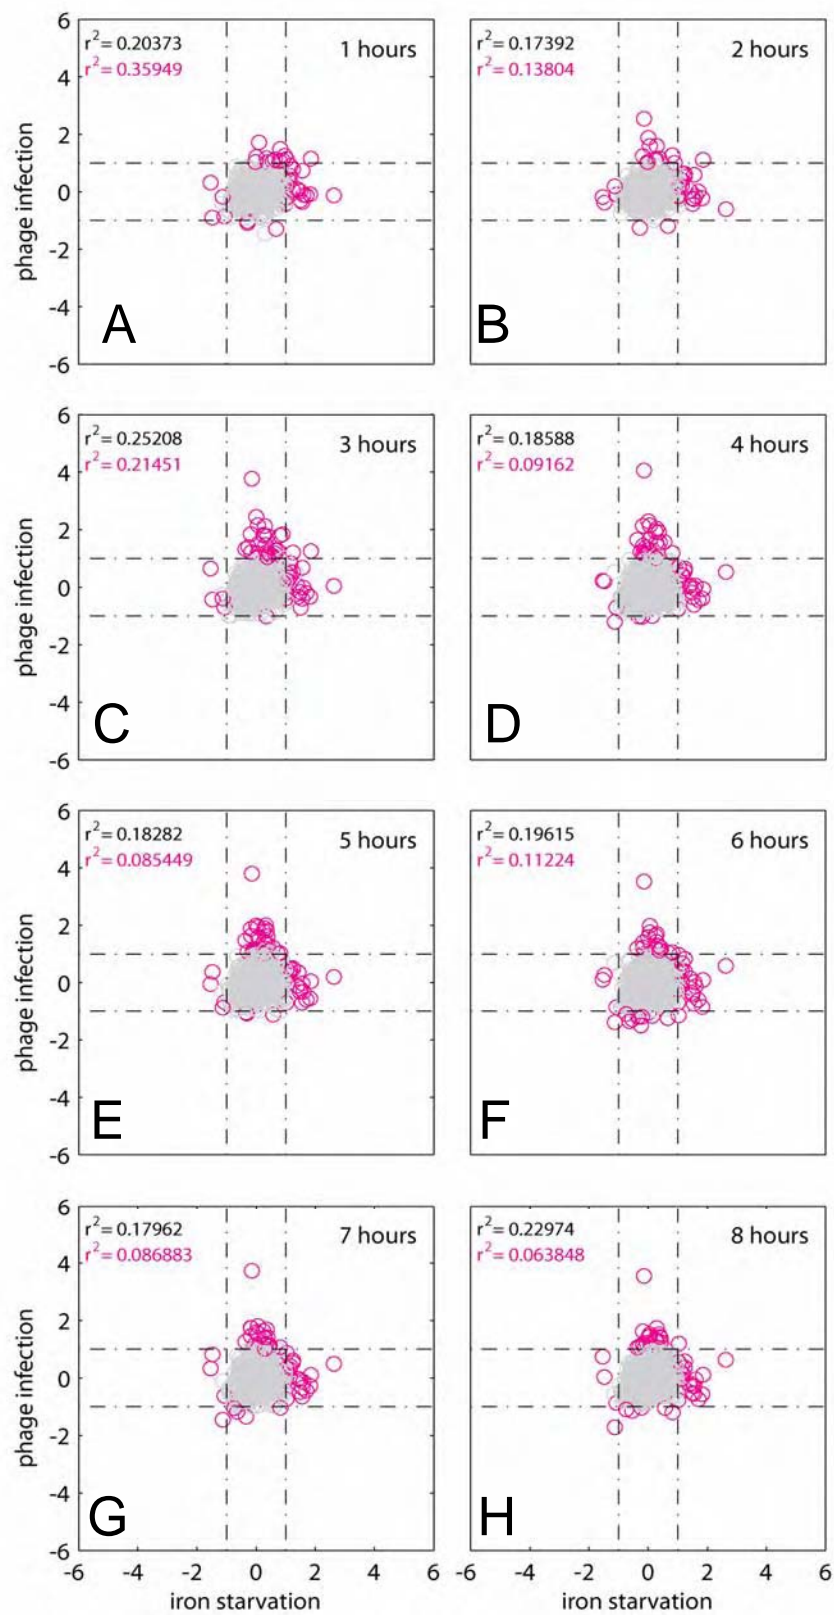 6
r² = 0.20373
r² = 0.35949
1 hours
4
2
0
-2
-4
-6
phage infection
A
r² = 0.17392
r² = 0.13804
2 hours
B
6
r² = 0.25208
r² = 0.21451
3 hours
4
2
0
-2
-4
-6
phage infection
C
r² = 0.18588
r² = 0.09162
4 hours
D
6
r² = 0.18282
r² = 0.085449
5 hours
4
2
0
-2
-4
-6
phage infection
E
r² = 0.19615
r² = 0.11224
6 hours
F
6
r² = 0.17962
r² = 0.086883
7 hours
4
2
0
-2
-4
-6
phage infection
G
-6 -4 -2 0 2 4 6
iron starvation
r² = 0.22974
r² = 0.063848
8 hours
H
-6 -4 -2 0 2 4 6
iron starvation